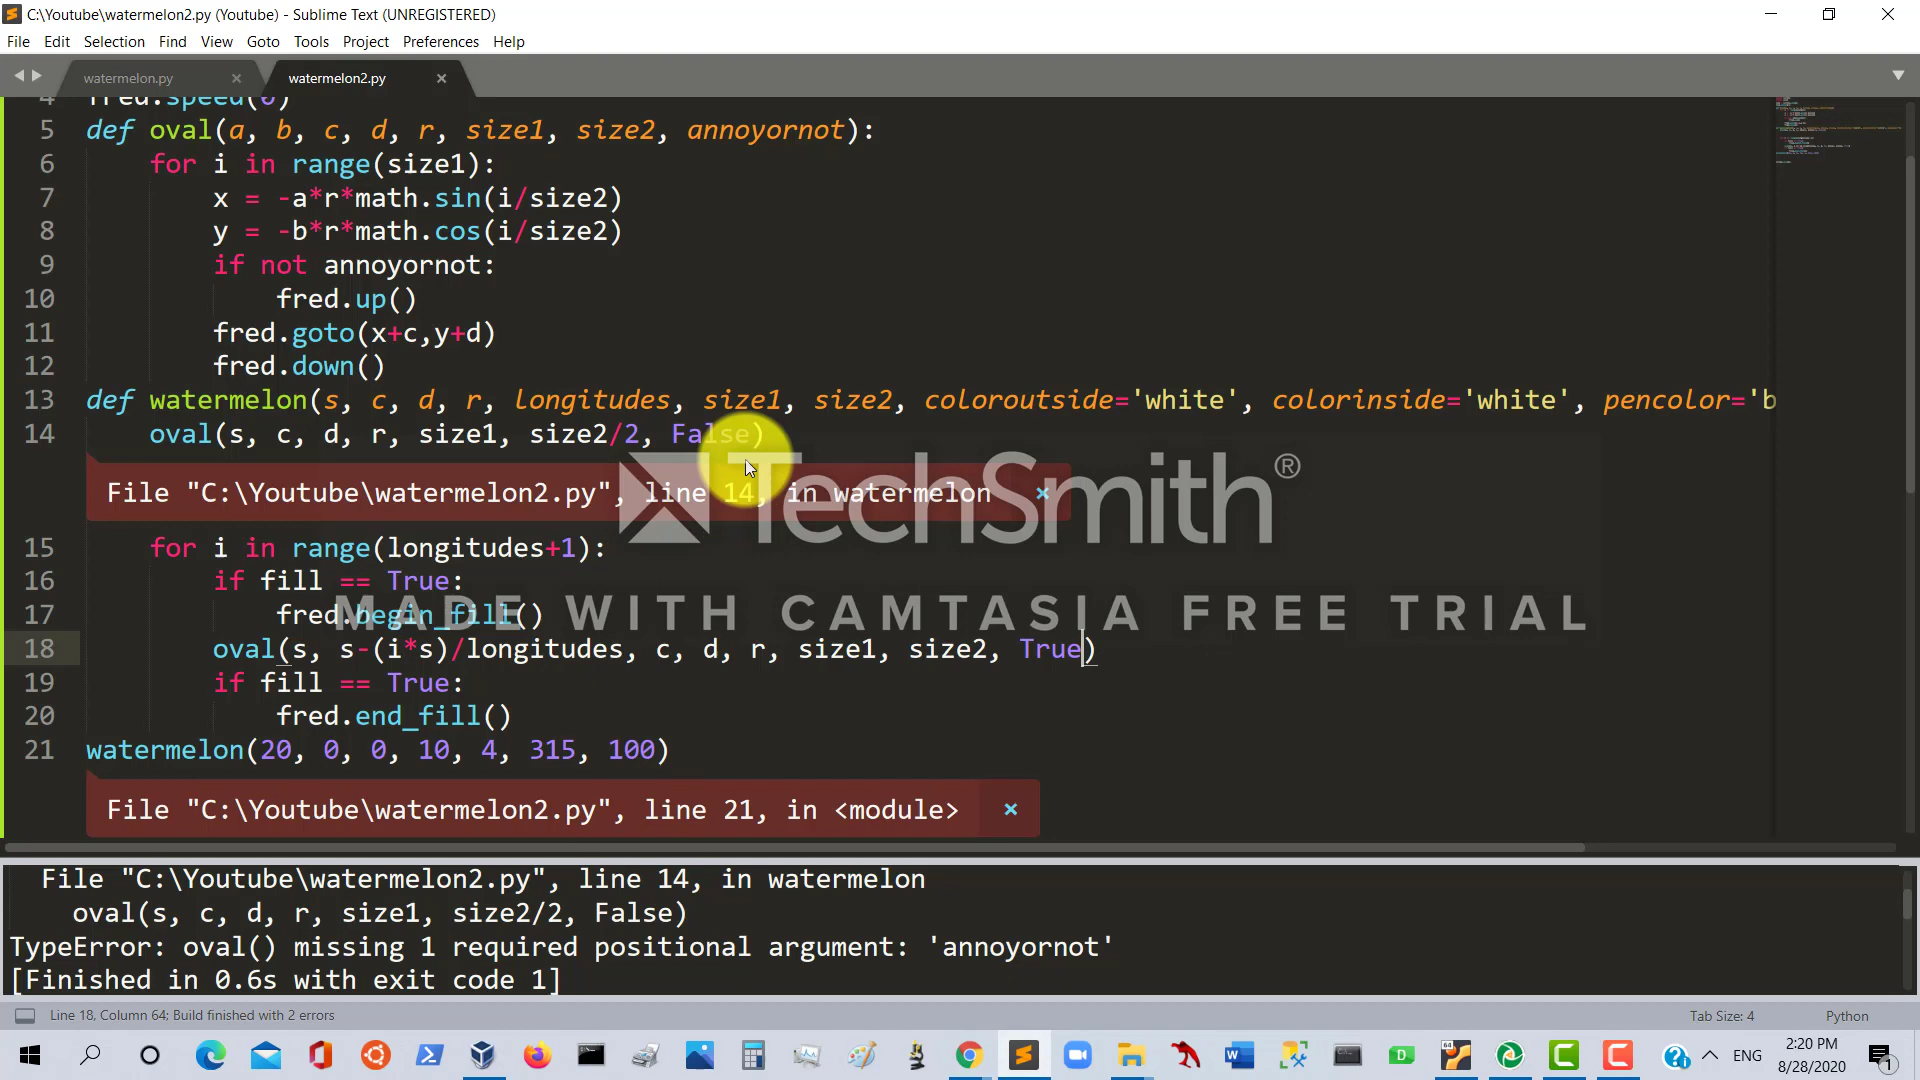 C:\Youtube\watermelon2.py (Youtube) - Sublime Text (UNREGISTERED)
File Edit Selection Find View Goto Tools Project Preferences Help
watermelon.py × watermelon2.py ×
4 fred.speed(0)
5 def oval(a, b, c, d, r, size1, size2, annoyornot):
6 for i in range(size1):
7 x = -a*r*math.sin(i/size2)
8 y = -b*r*math.cos(i/size2)
9 if not annoyornot:
10 fred.up()
11 fred.goto(x+c,y+d)
12 fred.down()
13 def watermelon(s, c, d, r, longitudes, size1, size2, coloroutside='white', colorinside='white', pencolor='b
14 oval(s, c, d, r, size1, size2/2, False)
File "C:\Youtube\watermelon2.py", line 14, in watermelon ×
TechSmith®
15 for i in range(longitudes+1):
16 if fill == True:
17 fred.begin_fill()
MADE WITH CAMTASIA FREE TRIAL
18 oval(s, s-(i*s)/longitudes, c, d, r, size1, size2, True)
19 if fill == True:
20 fred.end_fill()
21 watermelon(20, 0, 0, 10, 4, 315, 100)
File "C:\Youtube\watermelon2.py", line 21, in <module> ×
File "C:\Youtube\watermelon2.py", line 14, in watermelon
oval(s, c, d, r, size1, size2/2, False)
TypeError: oval() missing 1 required positional argument: 'annoyornot'
[Finished in 0.6s with exit code 1]
Line 18, Column 64; Build finished with 2 errors Tab Size: 4 Python
ENG 2:20 PM
8/28/2020 1